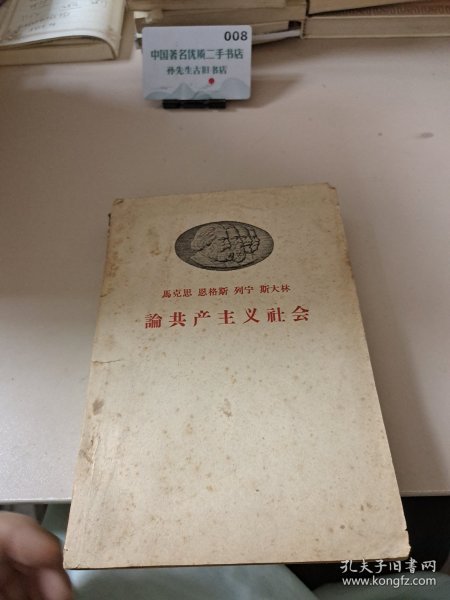 008
中国著名优质二手书店
孙先生古旧书店
馬克思 恩格斯 列宁 斯大林
論共产主义社会
孔夫子旧书网
www.kongfz.com